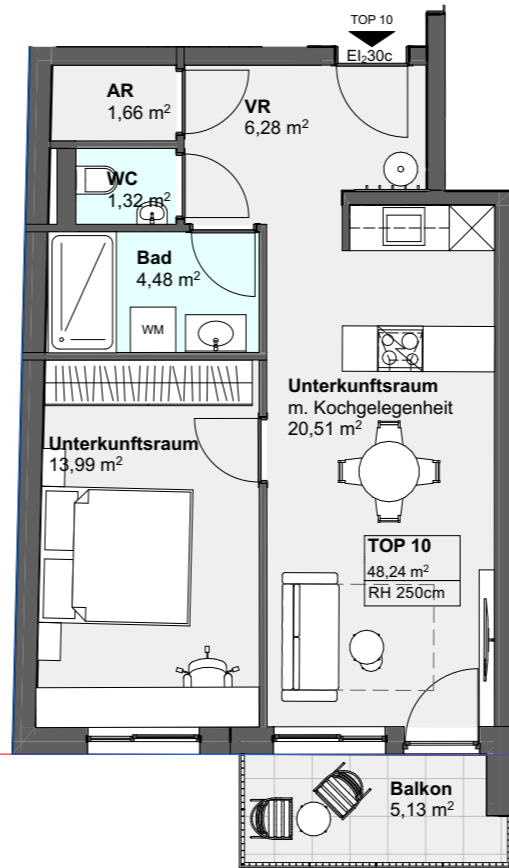 TOP 10
EI₂30c
AR
1,66 m²
VR
6,28 m²
WC
1,32 m²
Bad
4,48 m²
WM
Unterkunftsraum
m. Kochgelegenheit
20,51 m²
Unterkunftsraum
13,99 m²
TOP 10
48,24 m²
RH 250cm
Balkon
5,13 m²